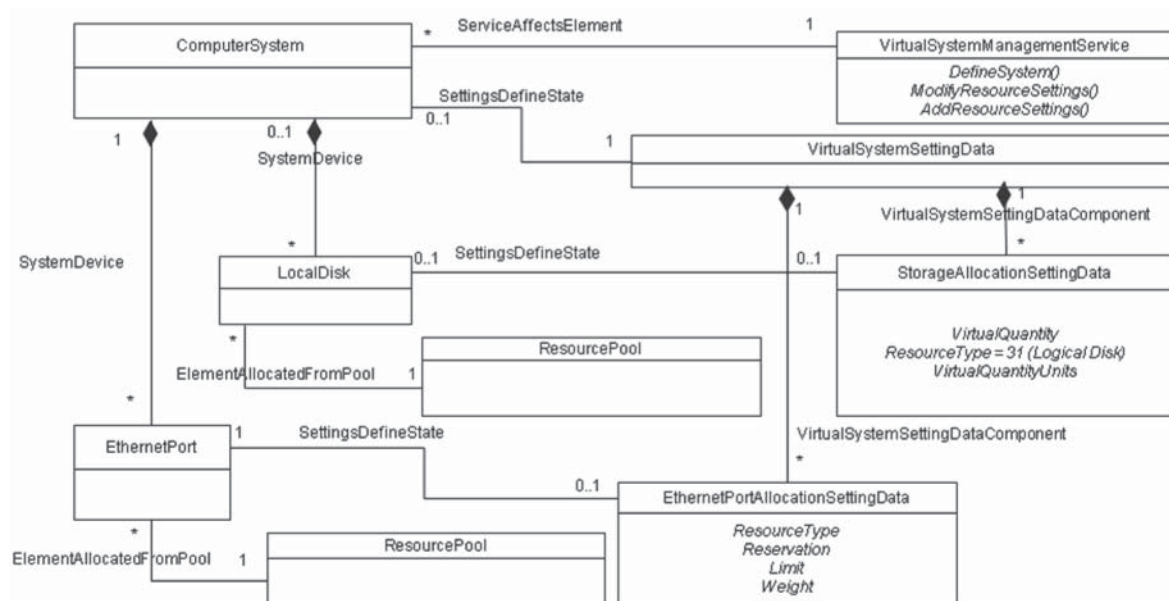 ComputerSystem
*
ServiceAffectsElement
1
VirtualSystemManagementService
DefineSystem()
ModifyResourceSettings()
AddResourceSettings()
SettingsDefineState
0..1
1
VirtualSystemSettingData
1
0..1
SystemDevice
1
1
VirtualSystemSettingDataComponent
*
*
SystemDevice
LocalDisk
0..1
SettingsDefineState
0..1
StorageAllocationSettingData
VirtualQuantity
ResourceType = 31 (Logical Disk)
VirtualQuantityUnits
*
ResourcePool
ElementAllocatedFromPool
1
*
EthernetPort
1
SettingsDefineState
VirtualSystemSettingDataComponent
*
0..1
EthernetPortAllocationSettingData
ResourceType
Reservation
Limit
Weight
*
ElementAllocatedFromPool
1
ResourcePool